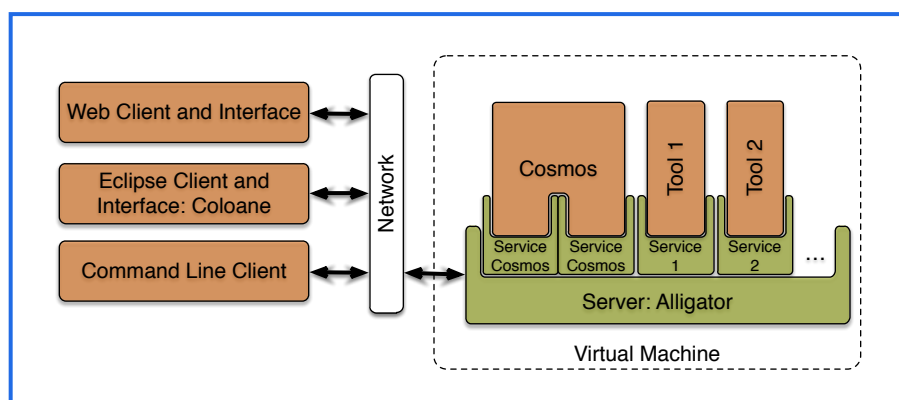 Web Client and Interface
Eclipse Client and
Interface: Coloane
Command Line Client
Network
Cosmos
Tool 1
Tool 2
Service
Cosmos
Service
Cosmos
Service
1
Service
2
...
Server: Alligator
Virtual Machine